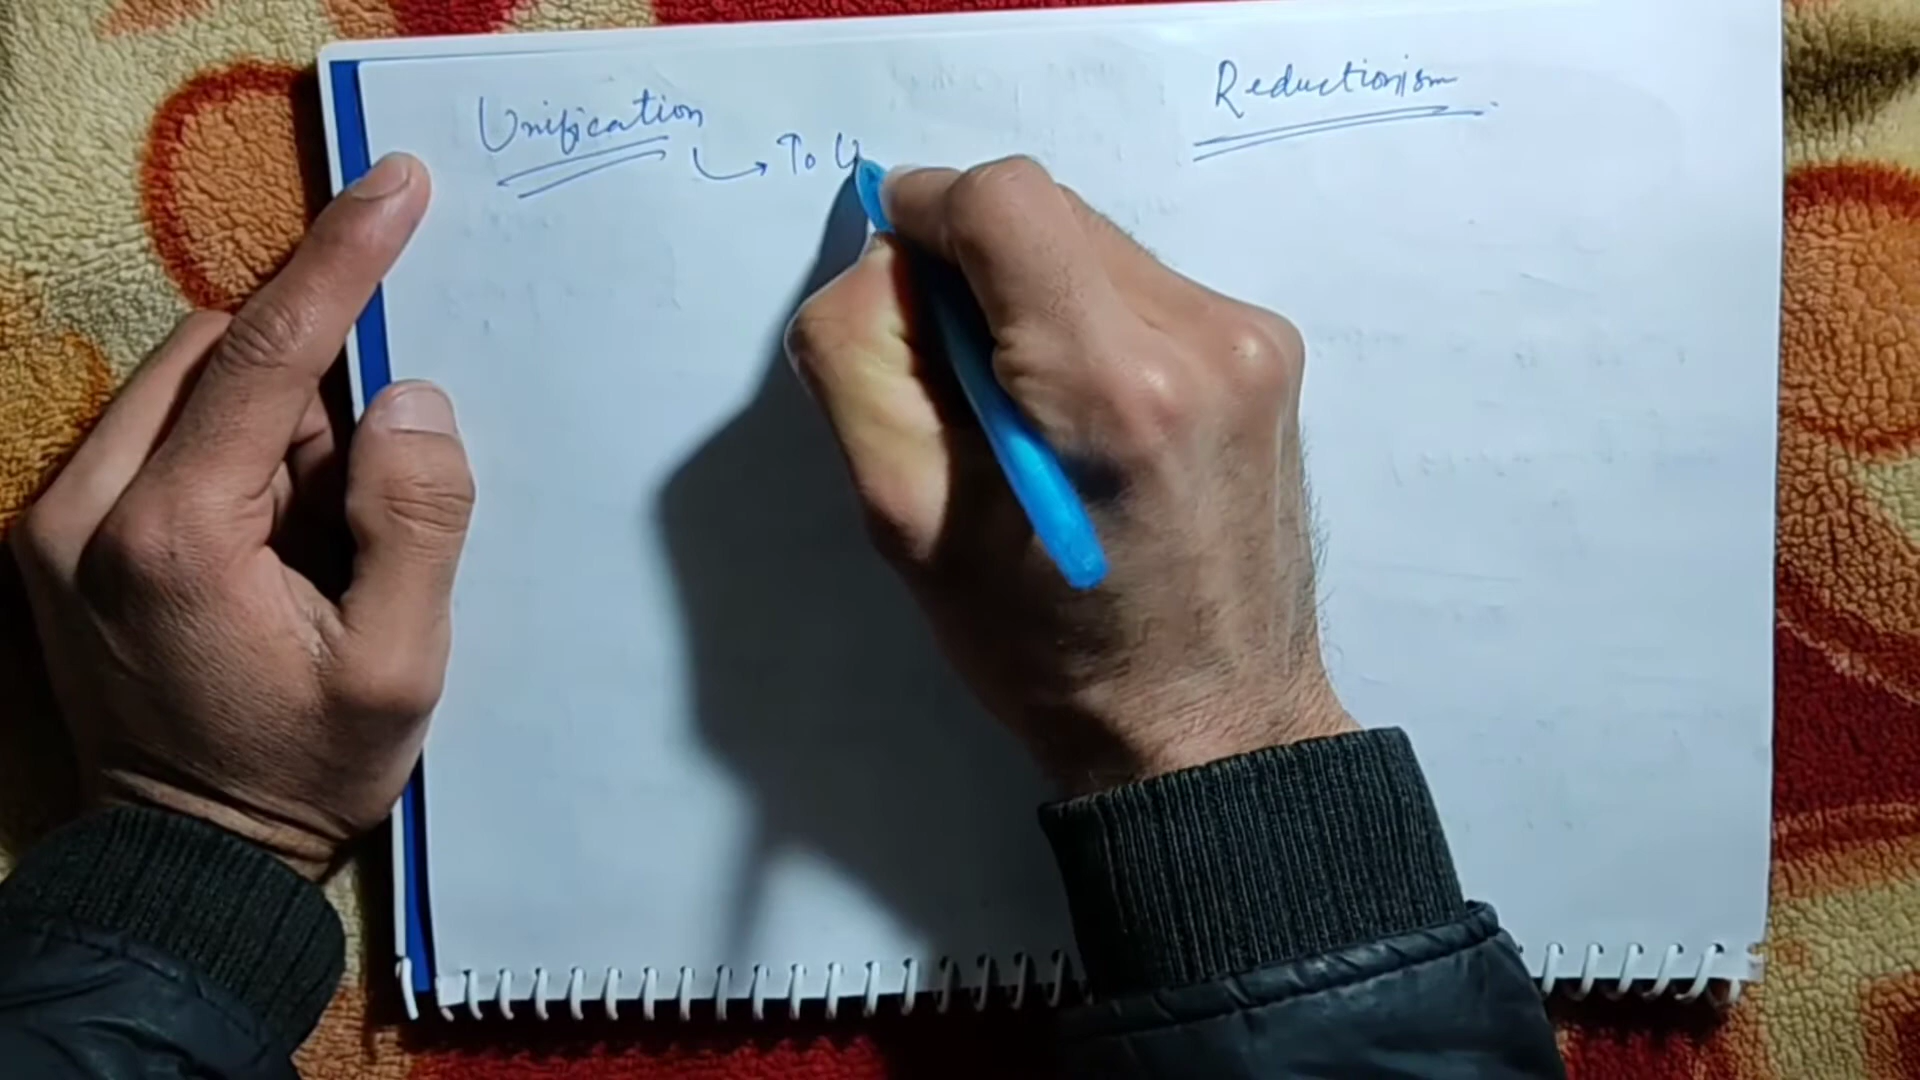 Unification
Reductionism
→ To U